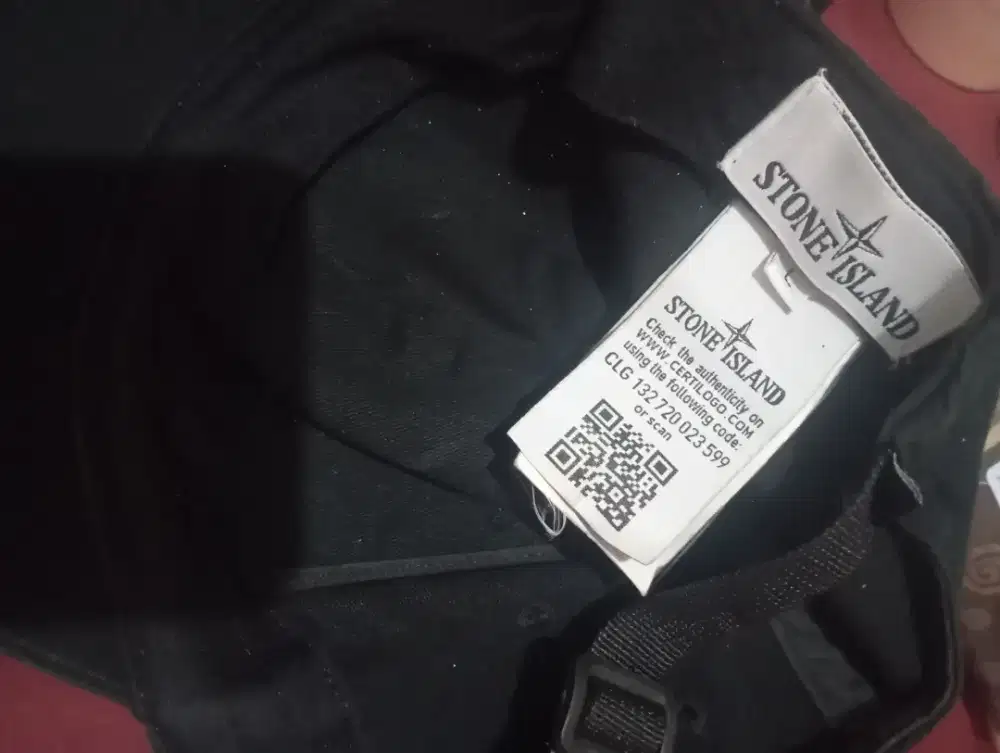 STONE ISLAND
STONE ISLAND
Check the authenticity on
WWW.CERTILOGO.COM
using the following code:
CLG 132 720 023 599
or scan